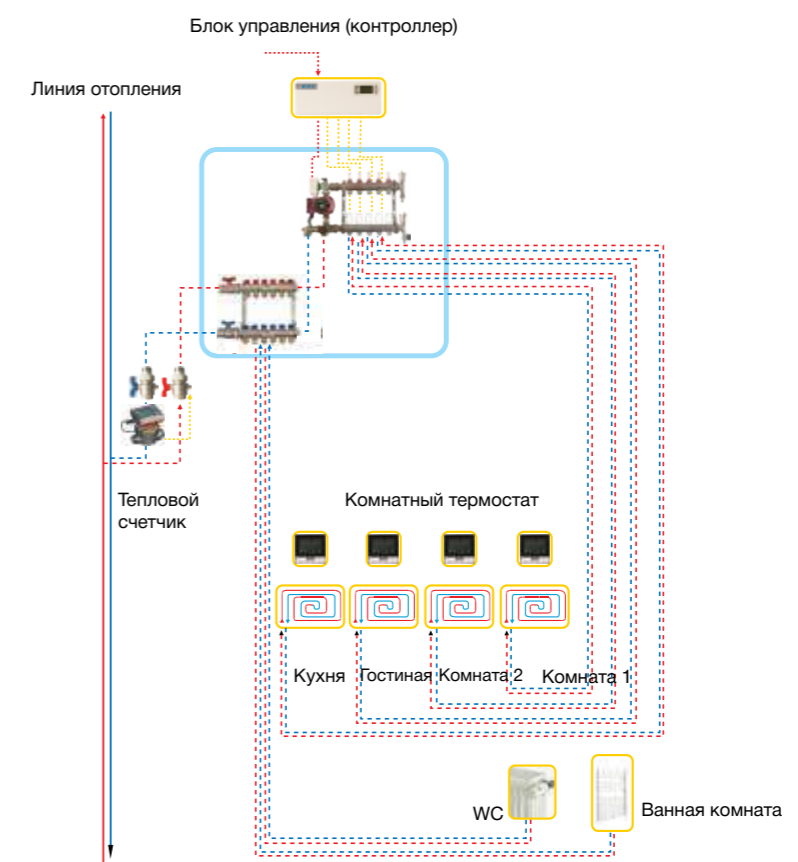 Блок управления (контроллер)
Линия отопления
Тепловой
счетчик
Комнатный термостат
Кухня
Гостиная
Комната 2
Комната 1
WC
Ванная комната